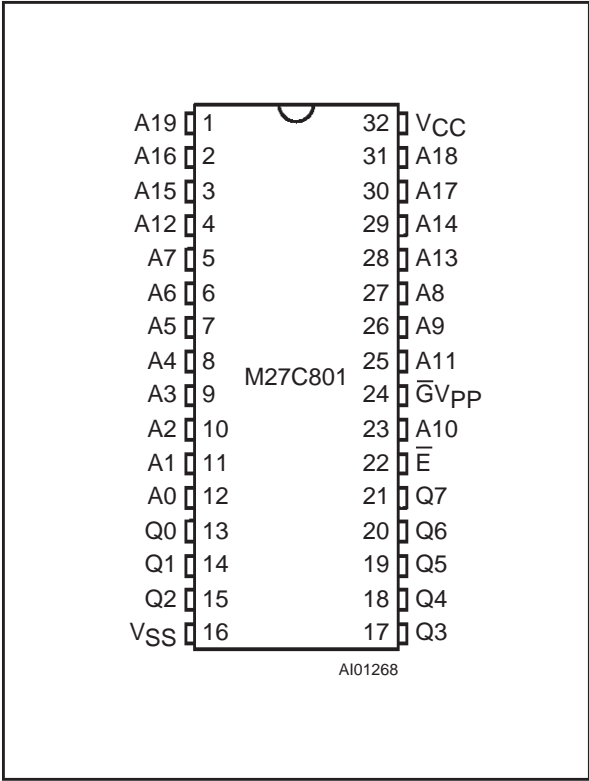 A19 1 32 VCC
A16 2 31 A18
A15 3 30 A17
A12 4 29 A14
A7 5 28 A13
A6 6 27 A8
A5 7 26 A9
A4 8 25 A11
M27C801
A3 9 24 G̅VPP
A2 10 23 A10
A1 11 22 E̅
A0 12 21 Q7
Q0 13 20 Q6
Q1 14 19 Q5
Q2 15 18 Q4
VSS 16 17 Q3
AI01268